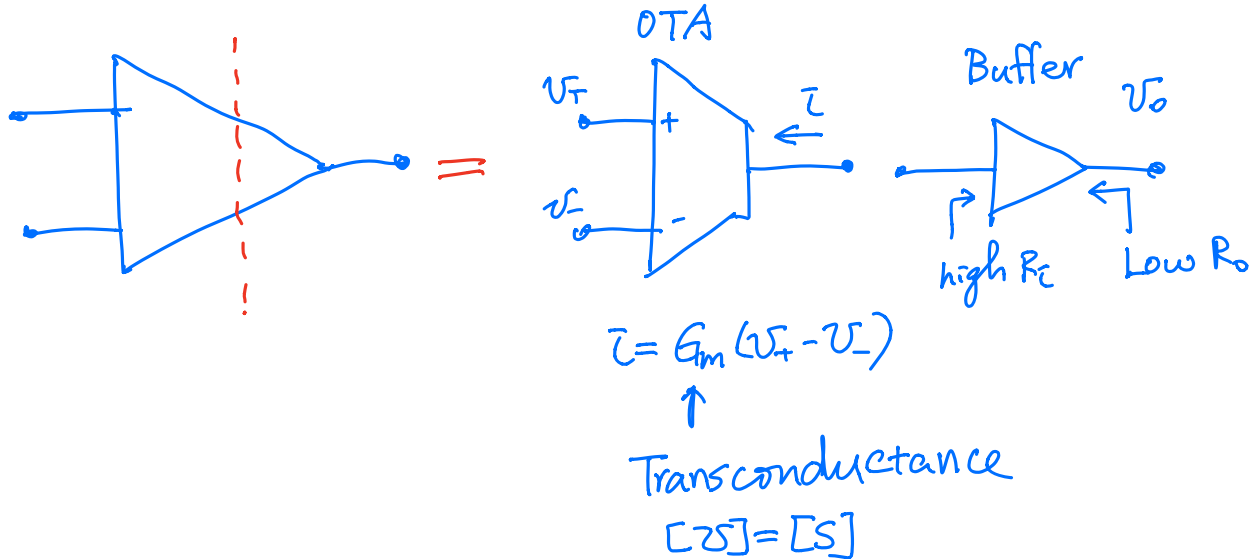 OTA
Buffer
v+
i
vo
+
v-
-
high Ri
Low Ro
i = Gm (v+ - v-)
↑
Transconductance
[℧] = [S]